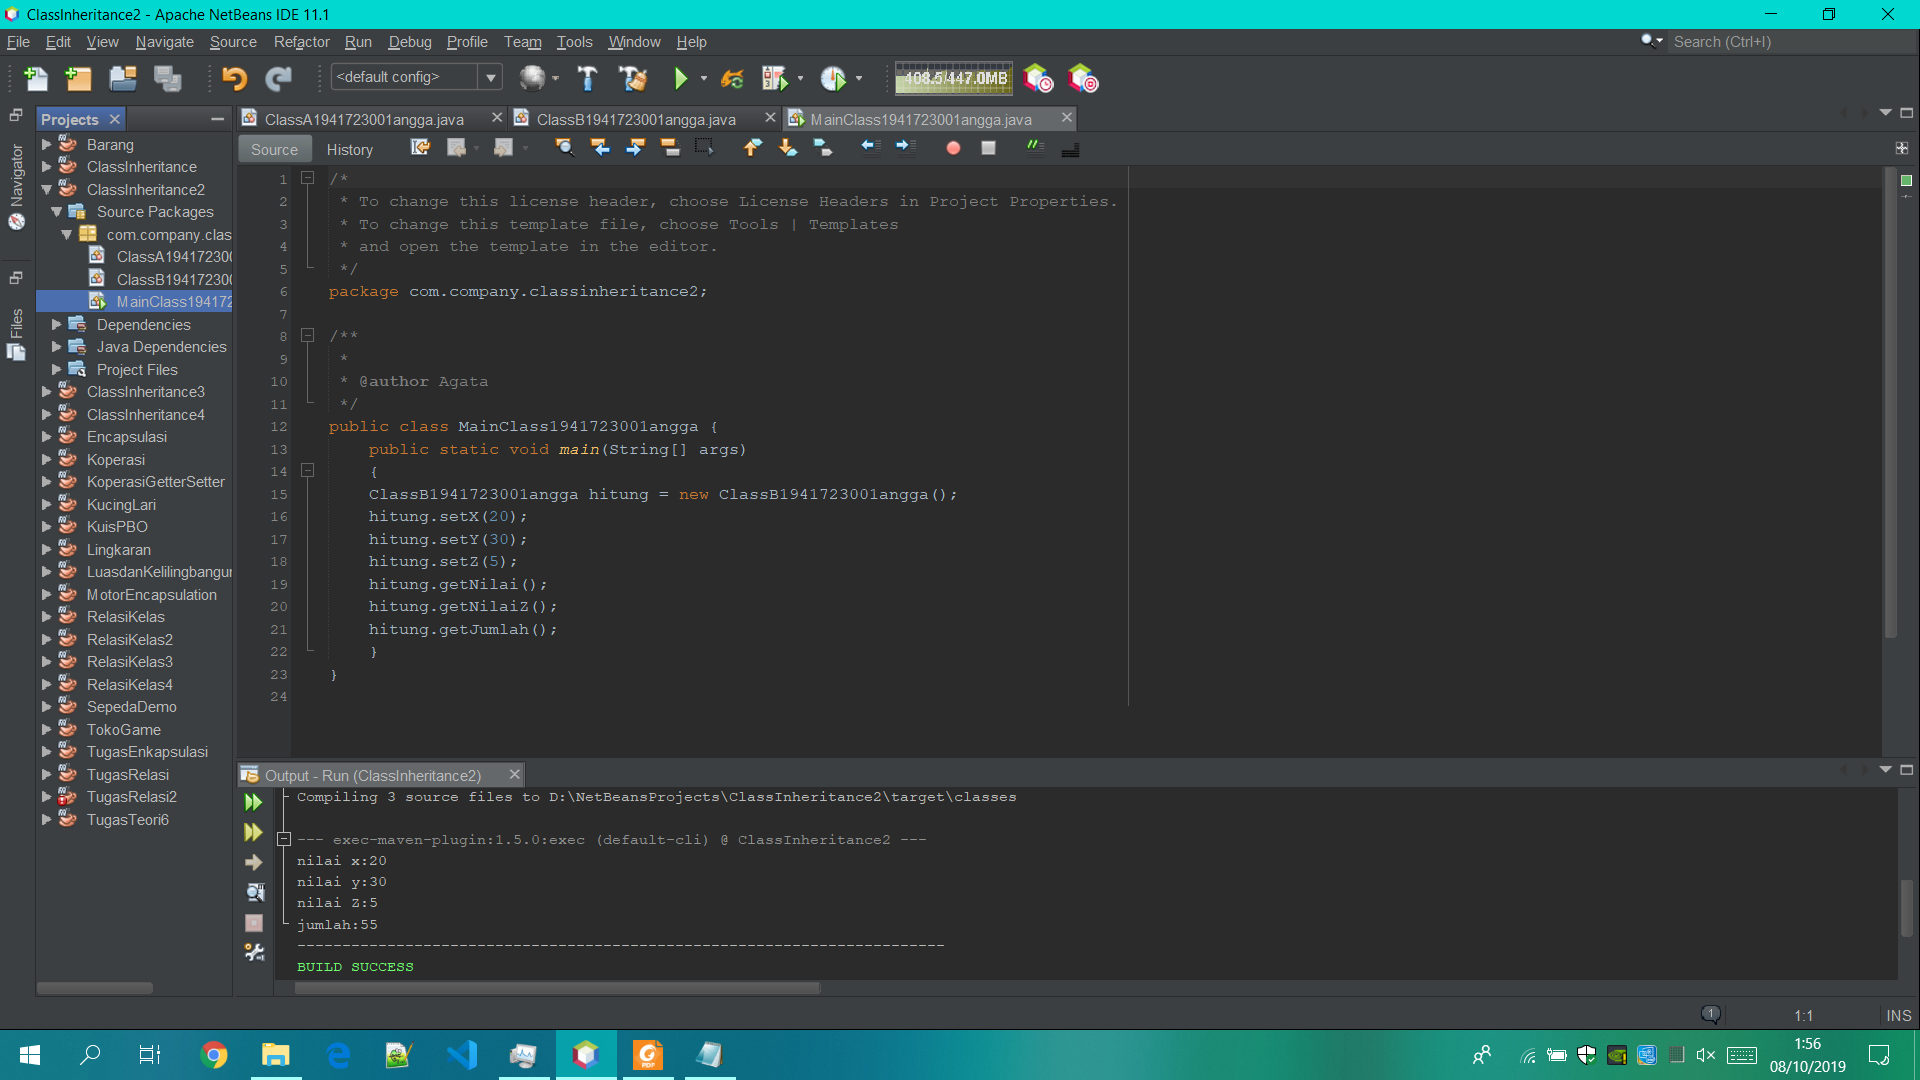 ClassInheritance2 - Apache NetBeans IDE 11.1
File Edit View Navigate Source Refactor Run Debug Profile Team Tools Window Help
Search (Ctrl+I)
<default config>
408.5/447.0MB
Projects
Navigator
Files
Barang
ClassInheritance
ClassInheritance2
Source Packages
com.company.clas
ClassA194172300
ClassB194172300
MainClass194172
Dependencies
Java Dependencies
Project Files
ClassInheritance3
ClassInheritance4
Encapsulasi
Koperasi
KoperasiGetterSetter
KucingLari
KuisPBO
Lingkaran
LuasdanKelilingbangun
MotorEncapsulation
RelasiKelas
RelasiKelas2
RelasiKelas3
RelasiKelas4
SepedaDemo
TokoGame
TugasEnkapsulasi
TugasRelasi
TugasRelasi2
TugasTeori6
ClassA1941723001angga.java
ClassB1941723001angga.java
MainClass1941723001angga.java
Source History
1 /*
2 * To change this license header, choose License Headers in Project Properties.
3 * To change this template file, choose Tools | Templates
4 * and open the template in the editor.
5 */
6 package com.company.classinheritance2;
7
8 /**
9 *
10 * @author Agata
11 */
12 public class MainClass1941723001angga {
13 public static void main(String[] args)
14 {
15 ClassB1941723001angga hitung = new ClassB1941723001angga();
16 hitung.setX(20);
17 hitung.setY(30);
18 hitung.setZ(5);
19 hitung.getNilai();
20 hitung.getNilaiZ();
21 hitung.getJumlah();
22 }
23 }
24
Output - Run (ClassInheritance2)
Compiling 3 source files to D:\NetBeansProjects\ClassInheritance2\target\classes
--- exec-maven-plugin:1.5.0:exec (default-cli) @ ClassInheritance2 ---
nilai x:20
nilai y:30
nilai Z:5
jumlah:55
------------------------------------------------------------------------
BUILD SUCCESS
1
1:1
INS
PDF
1:56
08/10/2019